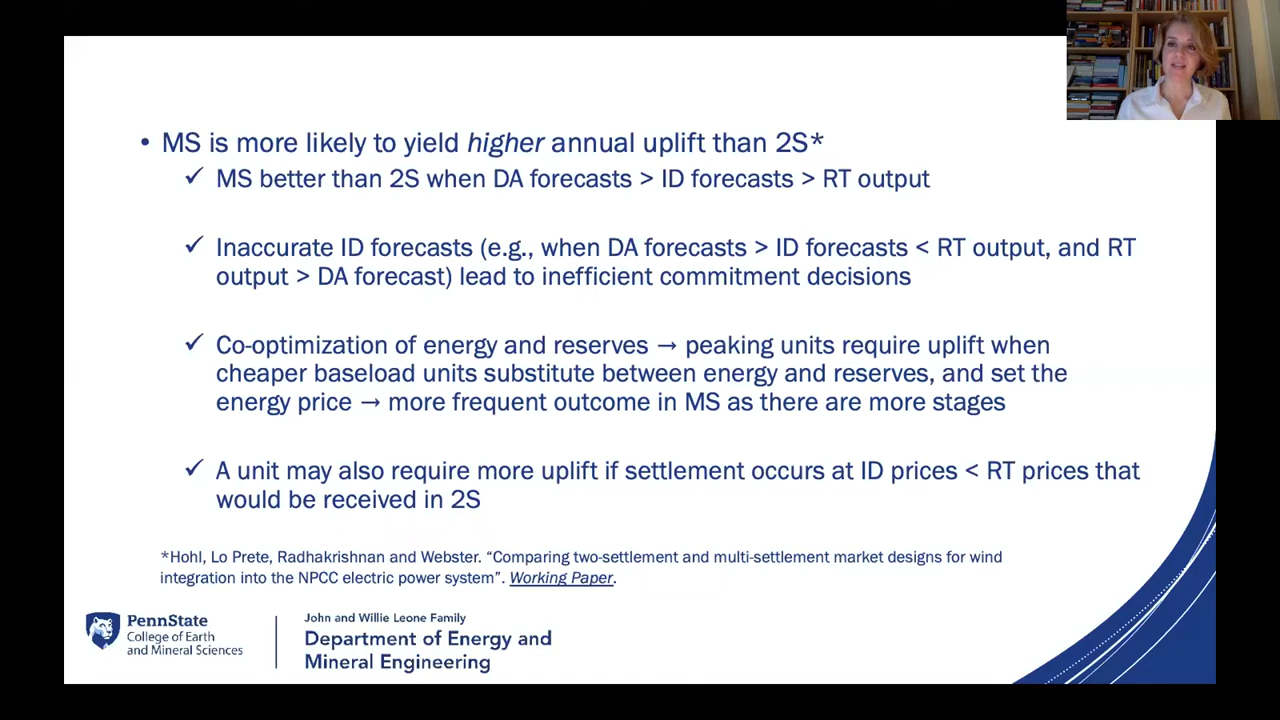 • MS is more likely to yield higher annual uplift than 2S*
✓ MS better than 2S when DA forecasts > ID forecasts > RT output
✓ Inaccurate ID forecasts (e.g., when DA forecasts > ID forecasts < RT output, and RT
output > DA forecast) lead to inefficient commitment decisions
✓ Co-optimization of energy and reserves → peaking units require uplift when
cheaper baseload units substitute between energy and reserves, and set the
energy price → more frequent outcome in MS as there are more stages
✓ A unit may also require more uplift if settlement occurs at ID prices < RT prices that
would be received in 2S
*Hohl, Lo Prete, Radhakrishnan and Webster. “Comparing two-settlement and multi-settlement market designs for wind
integration into the NPCC electric power system”. Working Paper.
PennState
College of Earth
and Mineral Sciences
John and Willie Leone Family
Department of Energy and
Mineral Engineering